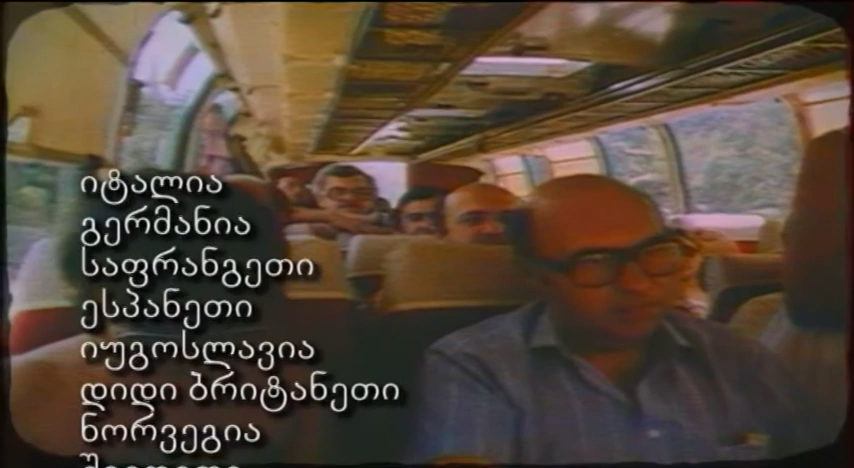 იტალია
გერმანია
საფრანგეთი
ესპანეთი
იუგოსლავია
დიდი ბრიტანეთი
ნორვეგია